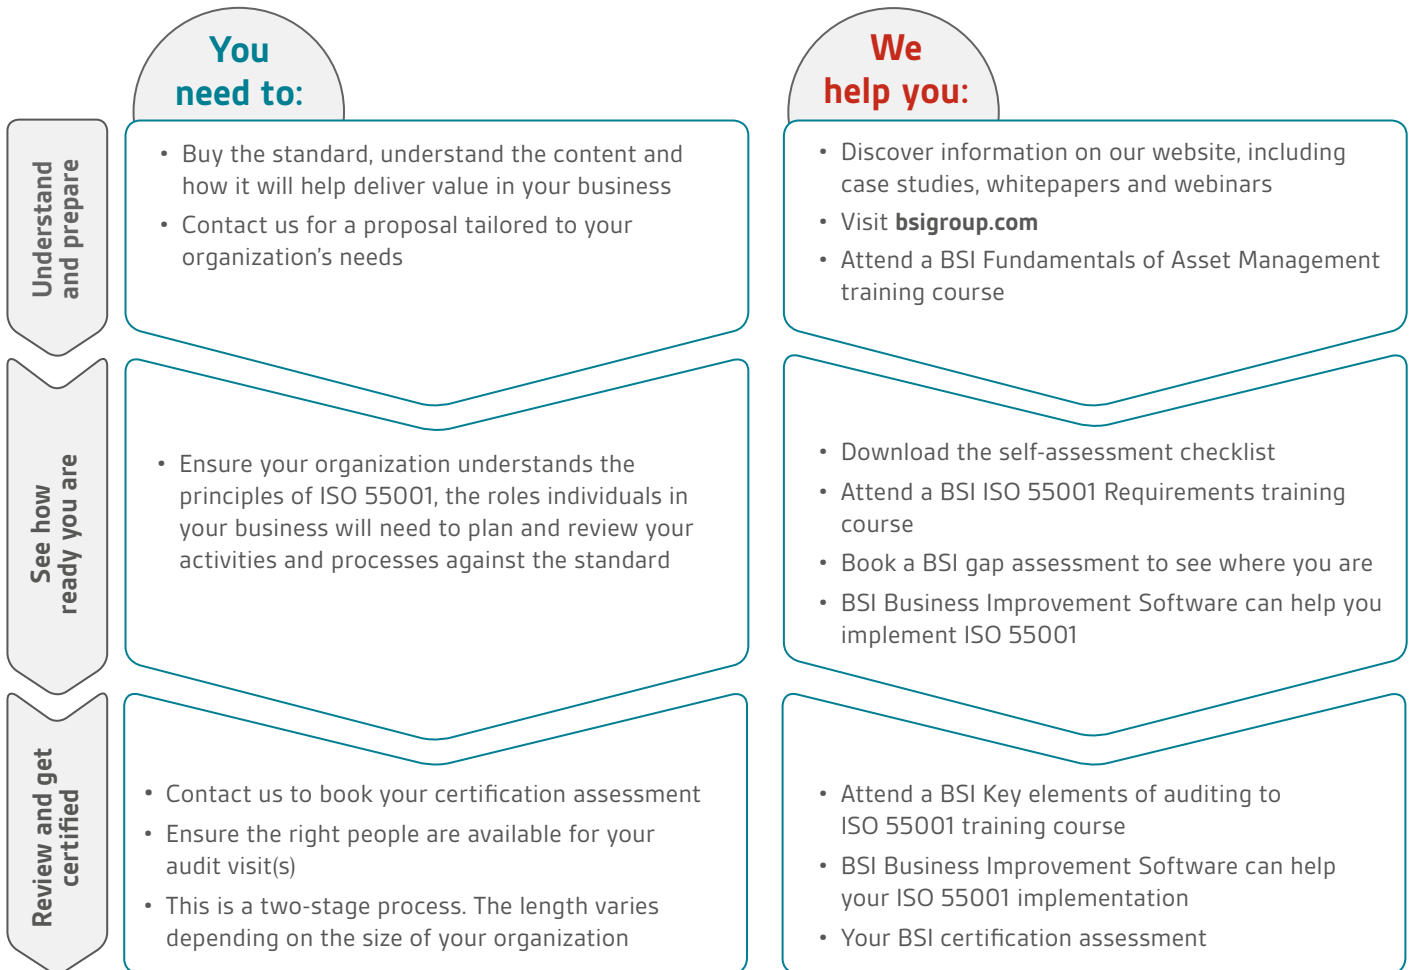 You
need to:
We
help you:
Understand
and prepare
• Buy the standard, understand the content and
how it will help deliver value in your business
• Contact us for a proposal tailored to your
organization's needs
• Discover information on our website, including
case studies, whitepapers and webinars
• Visit bsigroup.com
• Attend a BSI Fundamentals of Asset Management
training course
See how
ready you are
• Ensure your organization understands the
principles of ISO 55001, the roles individuals in
your business will need to plan and review your
activities and processes against the standard
• Download the self-assessment checklist
• Attend a BSI ISO 55001 Requirements training
course
• Book a BSI gap assessment to see where you are
• BSI Business Improvement Software can help you
implement ISO 55001
Review and get
certified
• Contact us to book your certification assessment
• Ensure the right people are available for your
audit visit(s)
• This is a two-stage process. The length varies
depending on the size of your organization
• Attend a BSI Key elements of auditing to
ISO 55001 training course
• BSI Business Improvement Software can help
your ISO 55001 implementation
• Your BSI certification assessment